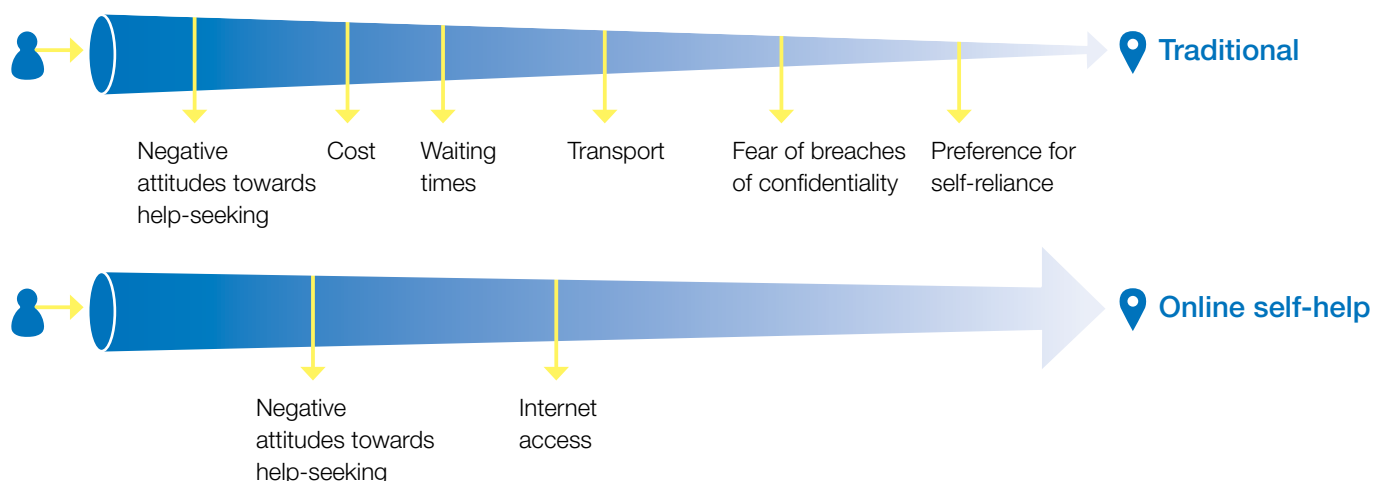 Traditional
Negative
attitudes towards
help-seeking
Cost
Waiting
times
Transport
Fear of breaches
of confidentiality
Preference for
self-reliance
Online self-help
Negative
attitudes towards
help-seeking
Internet
access